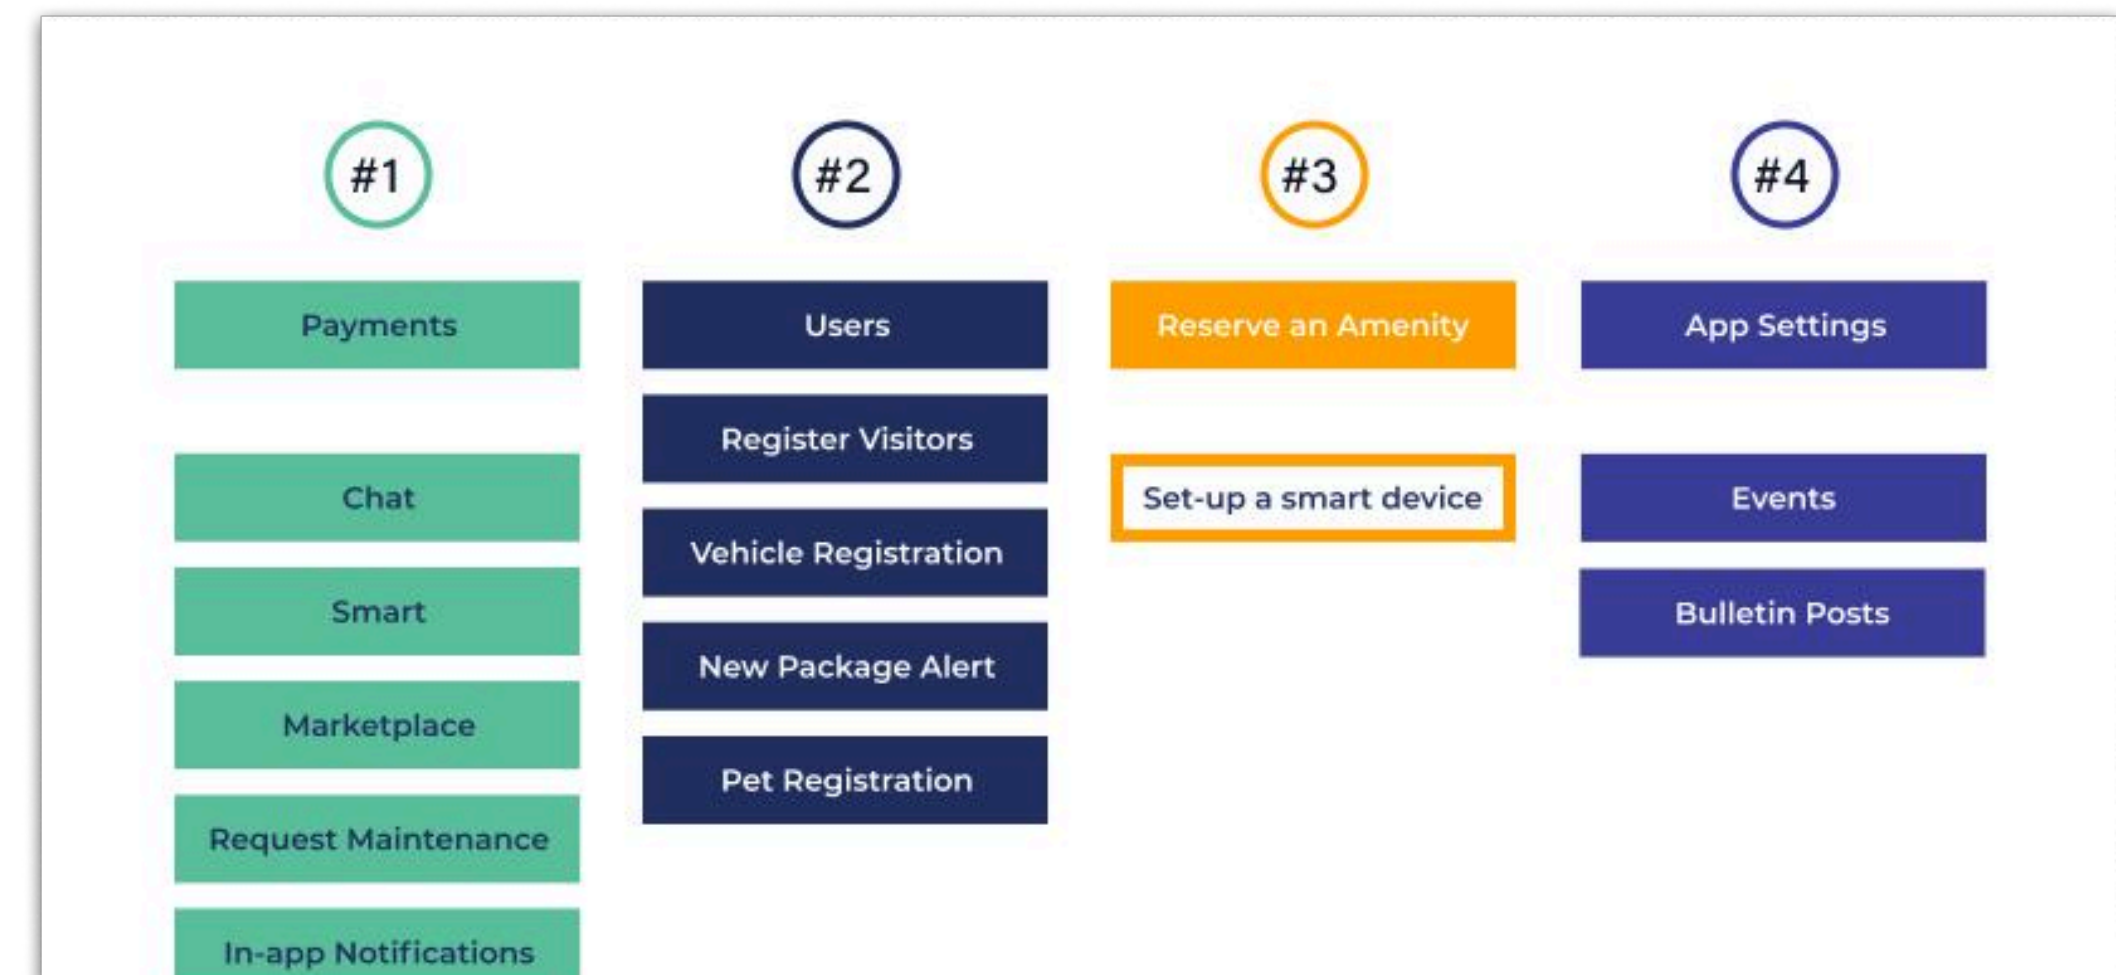 #1
Payments
Chat
Smart
Marketplace
Request Maintenance
In-app Notifications
#2
Users
Register Visitors
Vehicle Registration
New Package Alert
Pet Registration
#3
Reserve an Amenity
Set-up a smart device
#4
App Settings
Events
Bulletin Posts